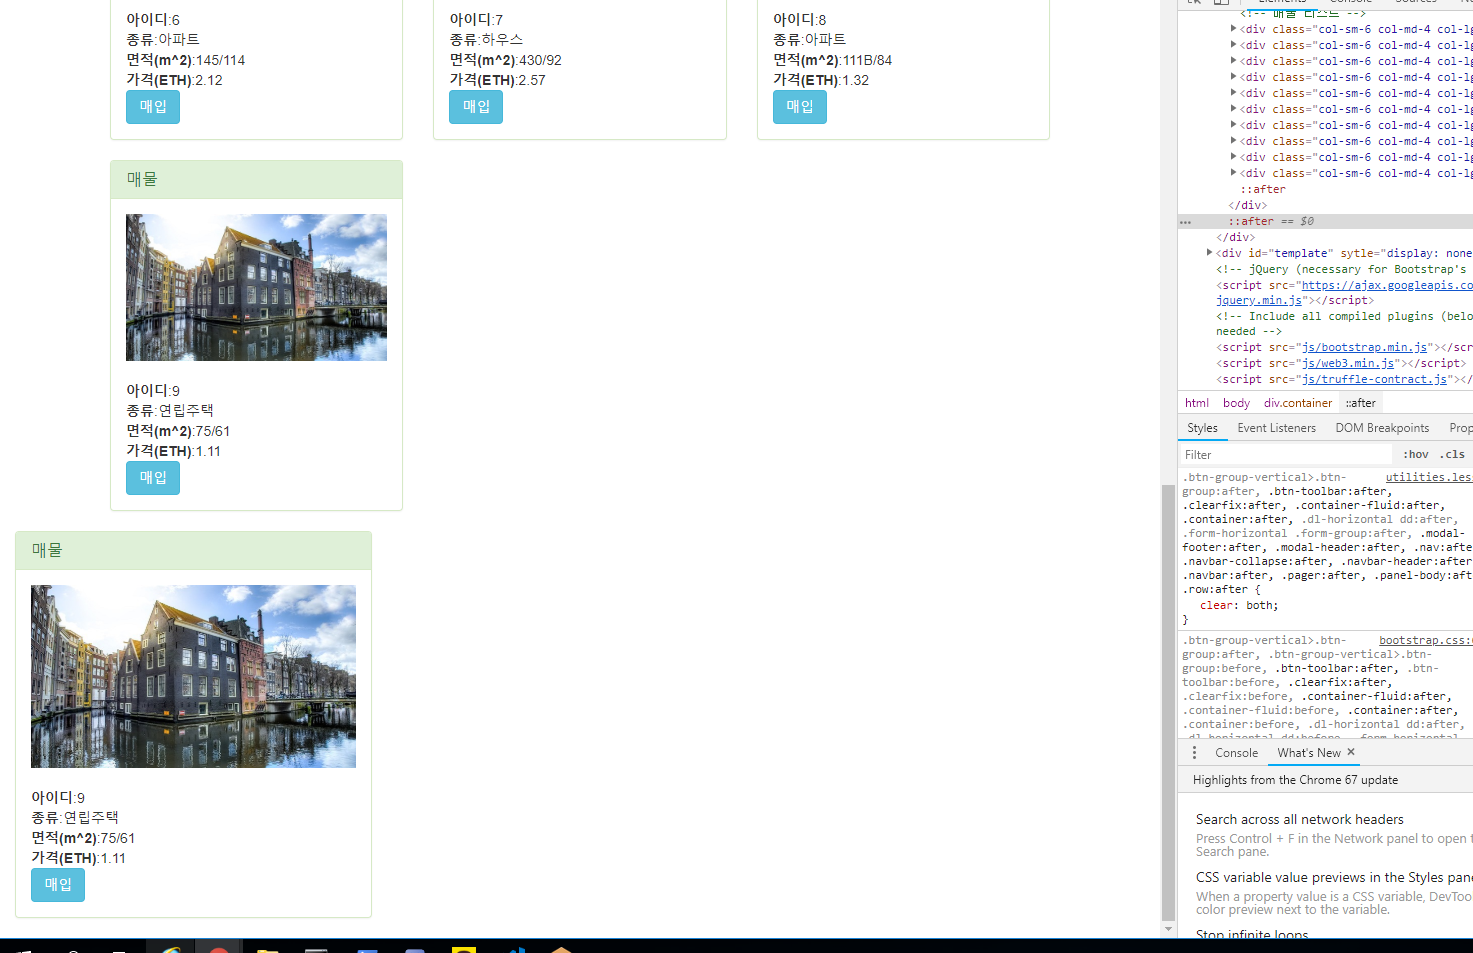 아이디:6
종류:아파트
면적(m^2):145/114
가격(ETH):2.12
매입
아이디:7
종류:하우스
면적(m^2):430/92
가격(ETH):2.57
매입
아이디:8
종류:아파트
면적(m^2):111B/84
가격(ETH):1.32
매입
매물
아이디:9
종류:연립주택
면적(m^2):75/61
가격(ETH):1.11
매입
매물
아이디:9
종류:연립주택
면적(m^2):75/61
가격(ETH):1.11
매입
Elements Console Sources
<!-- 매물 리스트 -->
<div class="col-sm-6 col-md-4 col-lg
<div class="col-sm-6 col-md-4 col-lg
<div class="col-sm-6 col-md-4 col-lg
<div class="col-sm-6 col-md-4 col-lg
<div class="col-sm-6 col-md-4 col-lg
<div class="col-sm-6 col-md-4 col-lg
<div class="col-sm-6 col-md-4 col-lg
<div class="col-sm-6 col-md-4 col-lg
<div class="col-sm-6 col-md-4 col-lg
<div class="col-sm-6 col-md-4 col-lg
::after
</div>
::after == $0
</div>
<div id="template" sytle="display: none
<!-- jQuery (necessary for Bootstrap's
<script src="https://ajax.googleapis.co
jquery.min.js"></script>
<!-- Include all compiled plugins (belo
needed -->
<script src="js/bootstrap.min.js"></scr
<script src="js/web3.min.js"></script>
<script src="js/truffle-contract.js"></
html body div.container ::after
Styles Event Listeners DOM Breakpoints Prop
Filter :hov .cls
.btn-group-vertical>.btn- utilities.less
group:after, .btn-toolbar:after,
.clearfix:after, .container-fluid:after,
.container:after, .dl-horizontal dd:after,
.form-horizontal .form-group:after, .modal-
footer:after, .modal-header:after, .nav:afte
.navbar-collapse:after, .navbar-header:after
.navbar:after, .pager:after, .panel-body:aft
.row:after {
clear: both;
}
.btn-group-vertical>.btn- bootstrap.css:
group:after, .btn-group-vertical>.btn-
group:before, .btn-toolbar:after, .btn-
toolbar:before, .clearfix:after,
.clearfix:before, .container-fluid:after,
.container-fluid:before, .container:after,
.container:before, .dl-horizontal dd:after,
.dl-horizontal dd:before, .form-horizontal
Console What's New ×
Highlights from the Chrome 67 update
Search across all network headers
Press Control + F in the Network panel to open t
Search pane.
CSS variable value previews in the Styles pane
When a property value is a CSS variable, DevToo
color preview next to the variable.
Stop infinite loops